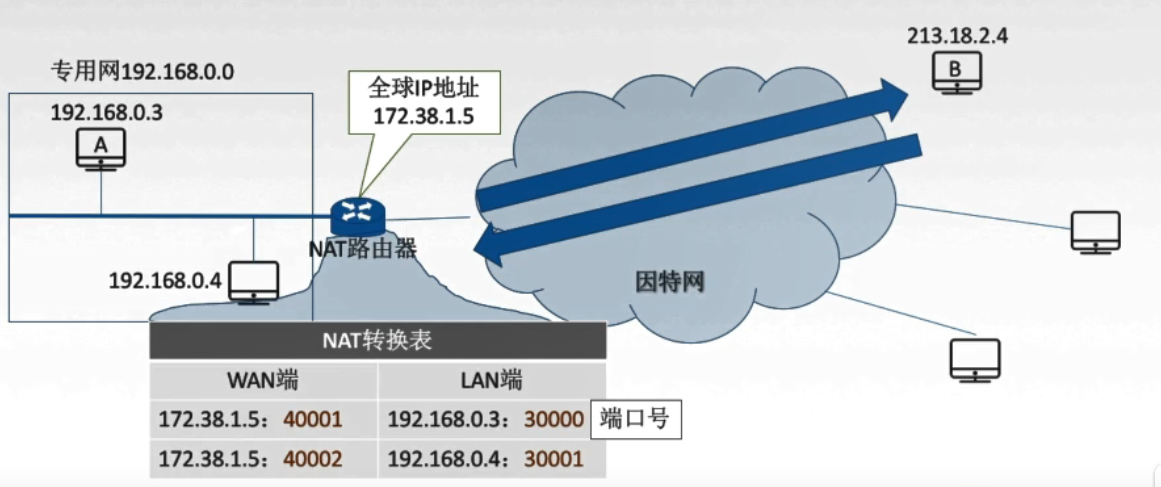 213.18.2.4
B
专用网192.168.0.0
192.168.0.3
A
全球IP地址
172.38.1.5
NAT路由器
192.168.0.4
因特网
NAT转换表
WAN端 LAN端
172.38.1.5：40001 192.168.0.3：30000 端口号
172.38.1.5：40002 192.168.0.4：30001